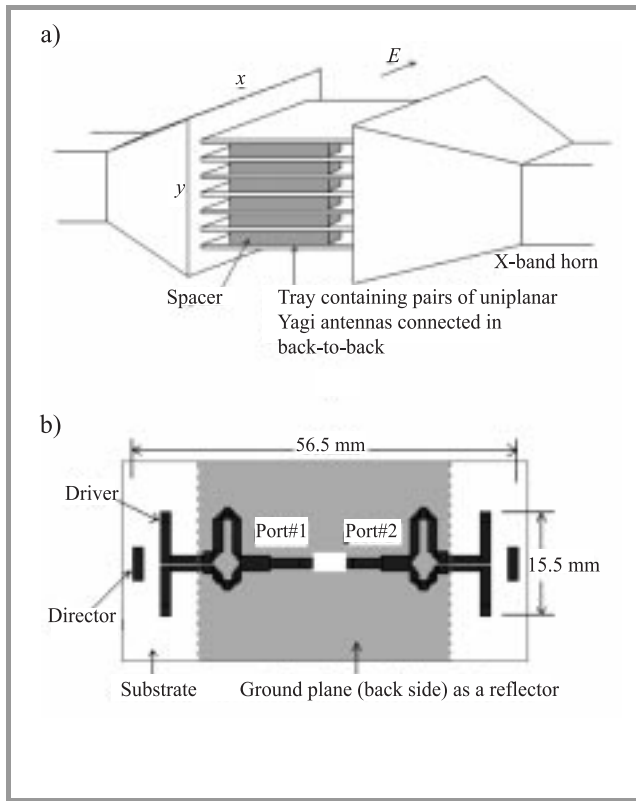 a)
x
E
y
X-band horn
Spacer
Tray containing pairs of uniplanar
Yagi antennas connected in
back-to-back
b)
56.5 mm
Driver
Port#1
Port#2
15.5 mm
Director
Substrate
Ground plane (back side) as a reflector